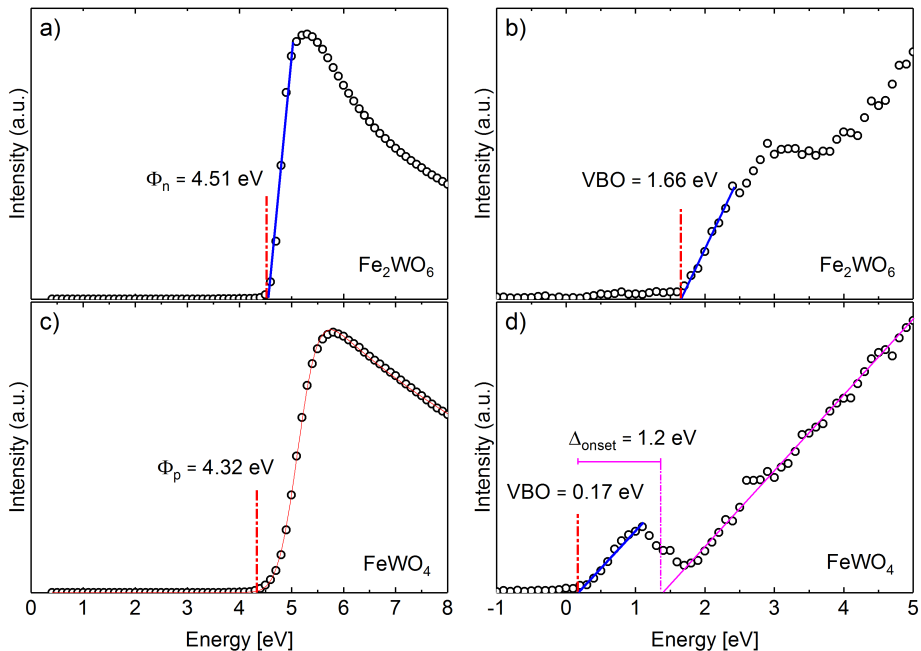 a)
Intensity (a.u.)
Φn = 4.51 eV
Fe2WO6
b)
Intensity (a.u.)
VBO = 1.66 eV
Fe2WO6
c)
Intensity (a.u.)
Φp = 4.32 eV
FeWO4
0 1 2 3 4 5 6 7 8
Energy [eV]
d)
Intensity (a.u.)
Δonset = 1.2 eV
VBO = 0.17 eV
FeWO4
-1 0 1 2 3 4 5
Energy [eV]